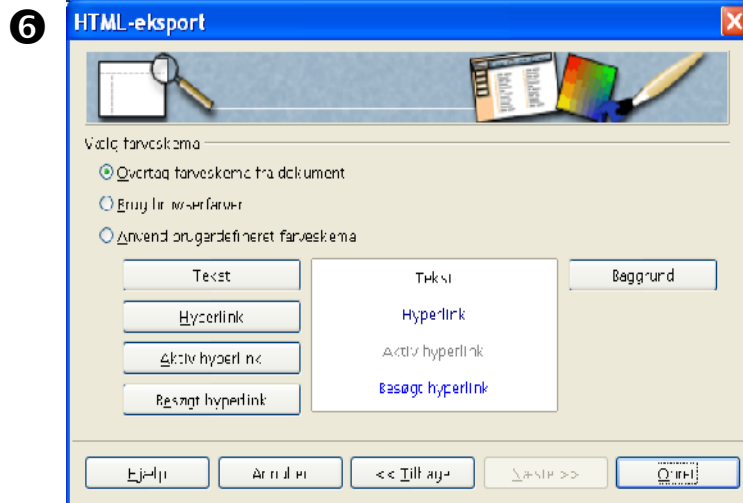 ❻
HTML-eksport
Vælg farveskema
Overtag farveskema fra dokument
Brug browserfarver
Anvend brugerdefineret farveskema
Tekst Tekst Baggrund
Hyperlink Hyperlink
Aktiv hyperlink Aktiv hyperlink
Besøgt hyperlink Besøgt hyperlink
Hjælp Annuller << Tilbage Næste >> Opret